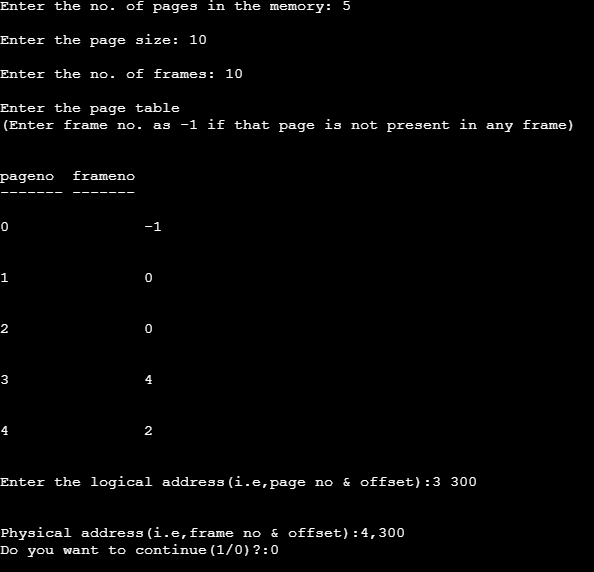 Enter the no. of pages in the memory: 5
Enter the page size: 10
Enter the no. of frames: 10
Enter the page table
(Enter frame no. as -1 if that page is not present in any frame)
pageno  frameno
------- -------
0                -1
1                0
2                0
3                4
4                2
Enter the logical address(i.e,page no & offset):3 300
Physical address(i.e,frame no & offset):4,300
Do you want to continue(1/0)?:0